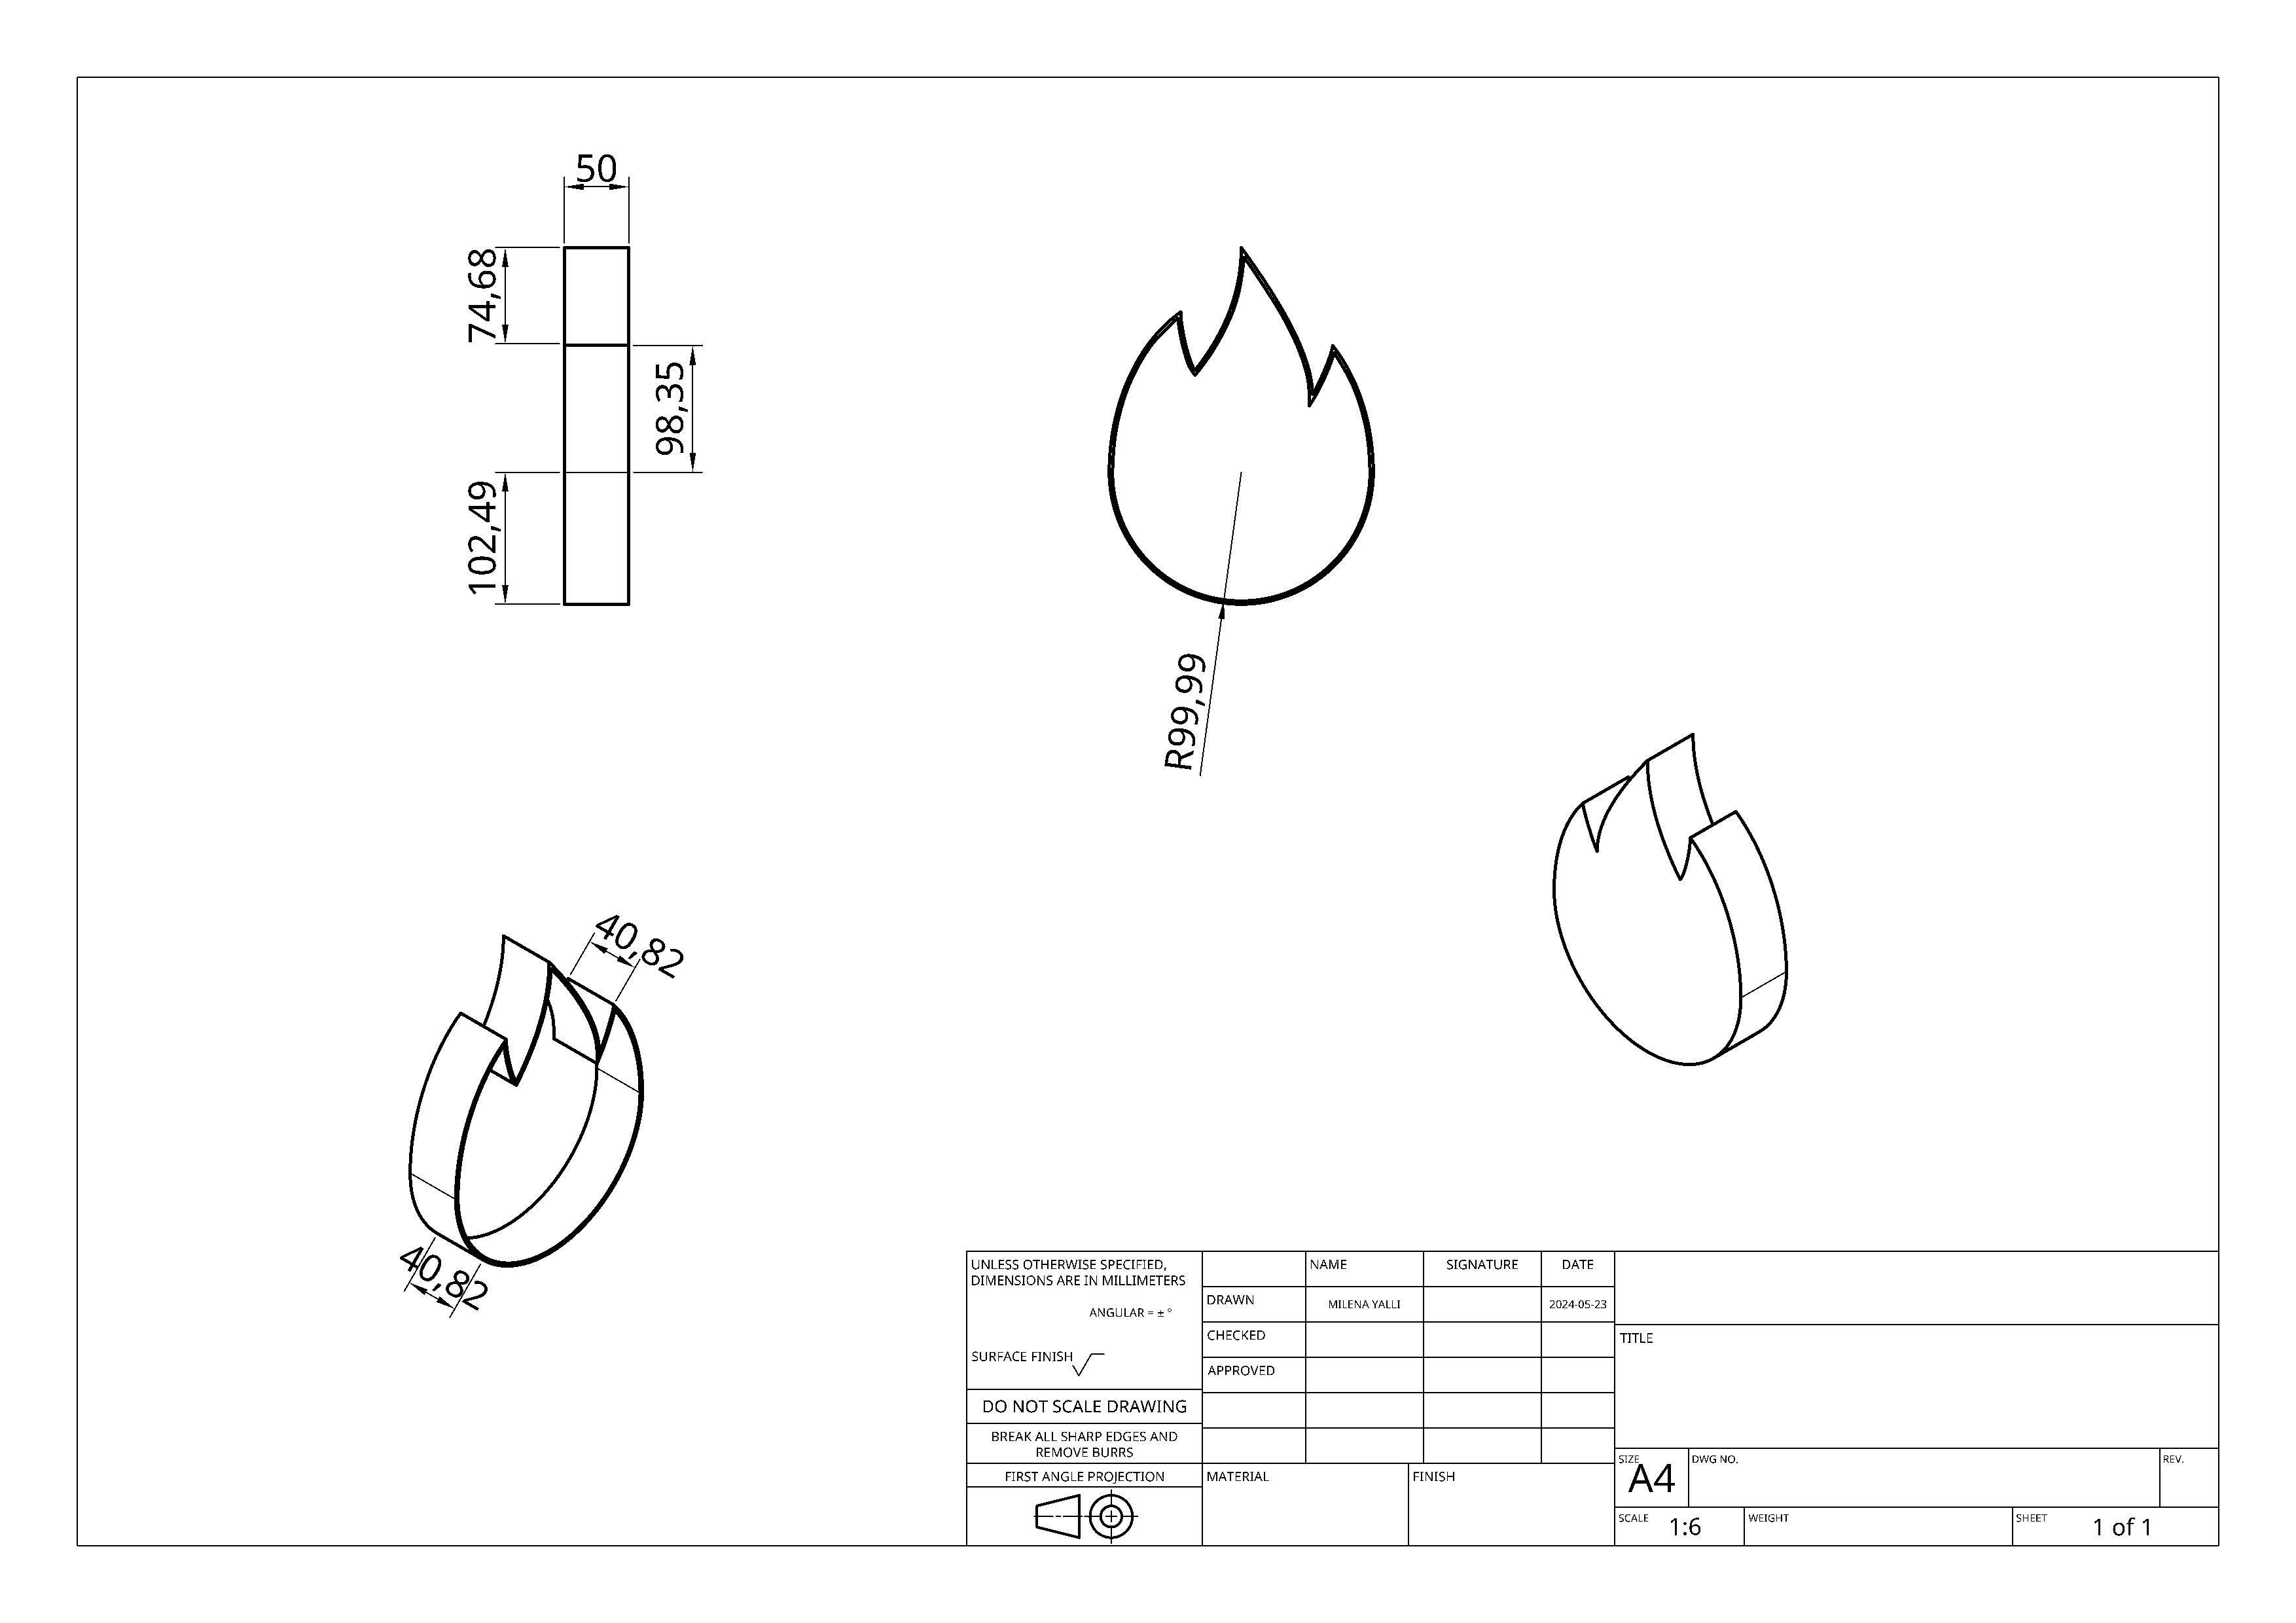 50
74,68
98,35
102,49
R99,99
40,82
40,82
UNLESS OTHERWISE SPECIFIED,
DIMENSIONS ARE IN MILLIMETERS
ANGULAR = ± °
SURFACE FINISH
DO NOT SCALE DRAWING
BREAK ALL SHARP EDGES AND
REMOVE BURRS
FIRST ANGLE PROJECTION
NAME SIGNATURE DATE
DRAWN MILENA YALLI 2024-05-23
CHECKED
APPROVED
MATERIAL FINISH
TITLE
SIZE DWG NO. REV.
A4
SCALE 1:6 WEIGHT SHEET 1 of 1